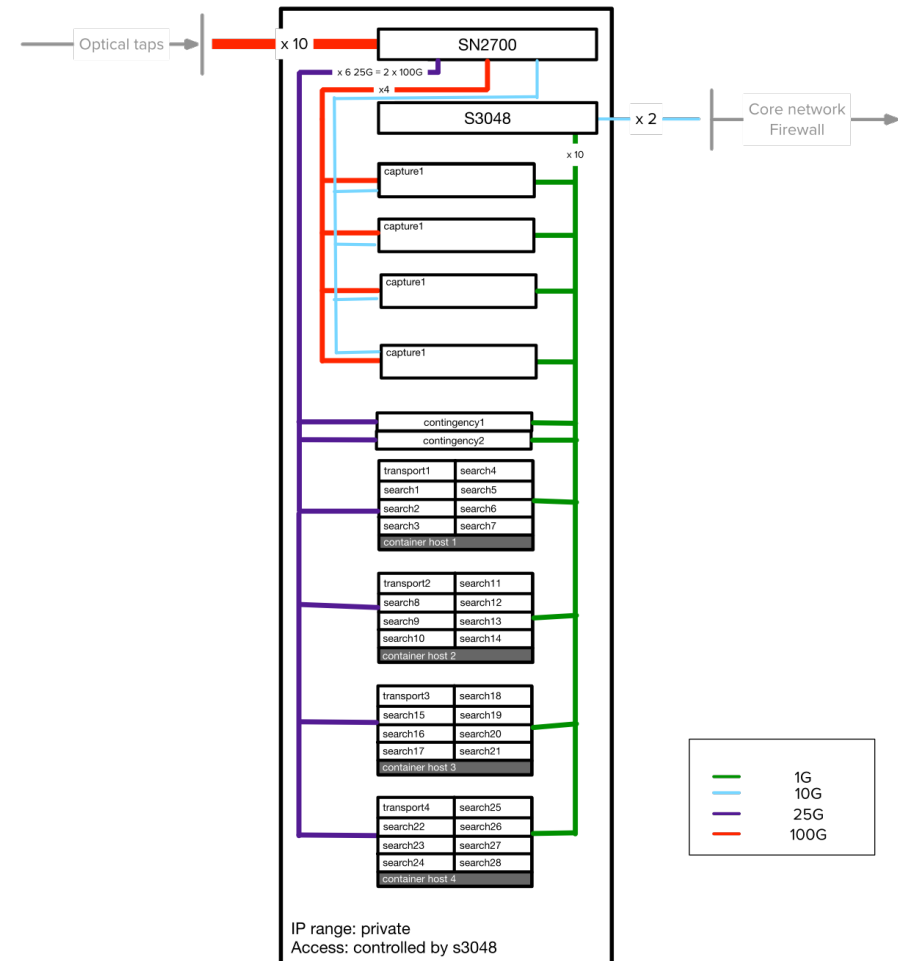 Optical taps
x 10
SN2700
x 6 25G = 2 x 100G
x4
S3048
x 2
Core network
Firewall
x 10
capture1
capture1
capture1
capture1
contingency1
contingency2
transport1 search4
search1 search5
search2 search6
search3 search7
container host 1
transport2 search11
search8 search12
search9 search13
search10 search14
container host 2
transport3 search18
search15 search19
search16 search20
search17 search21
container host 3
transport4 search25
search22 search26
search23 search27
search24 search28
container host 4
1G
10G
25G
100G
IP range: private
Access: controlled by s3048